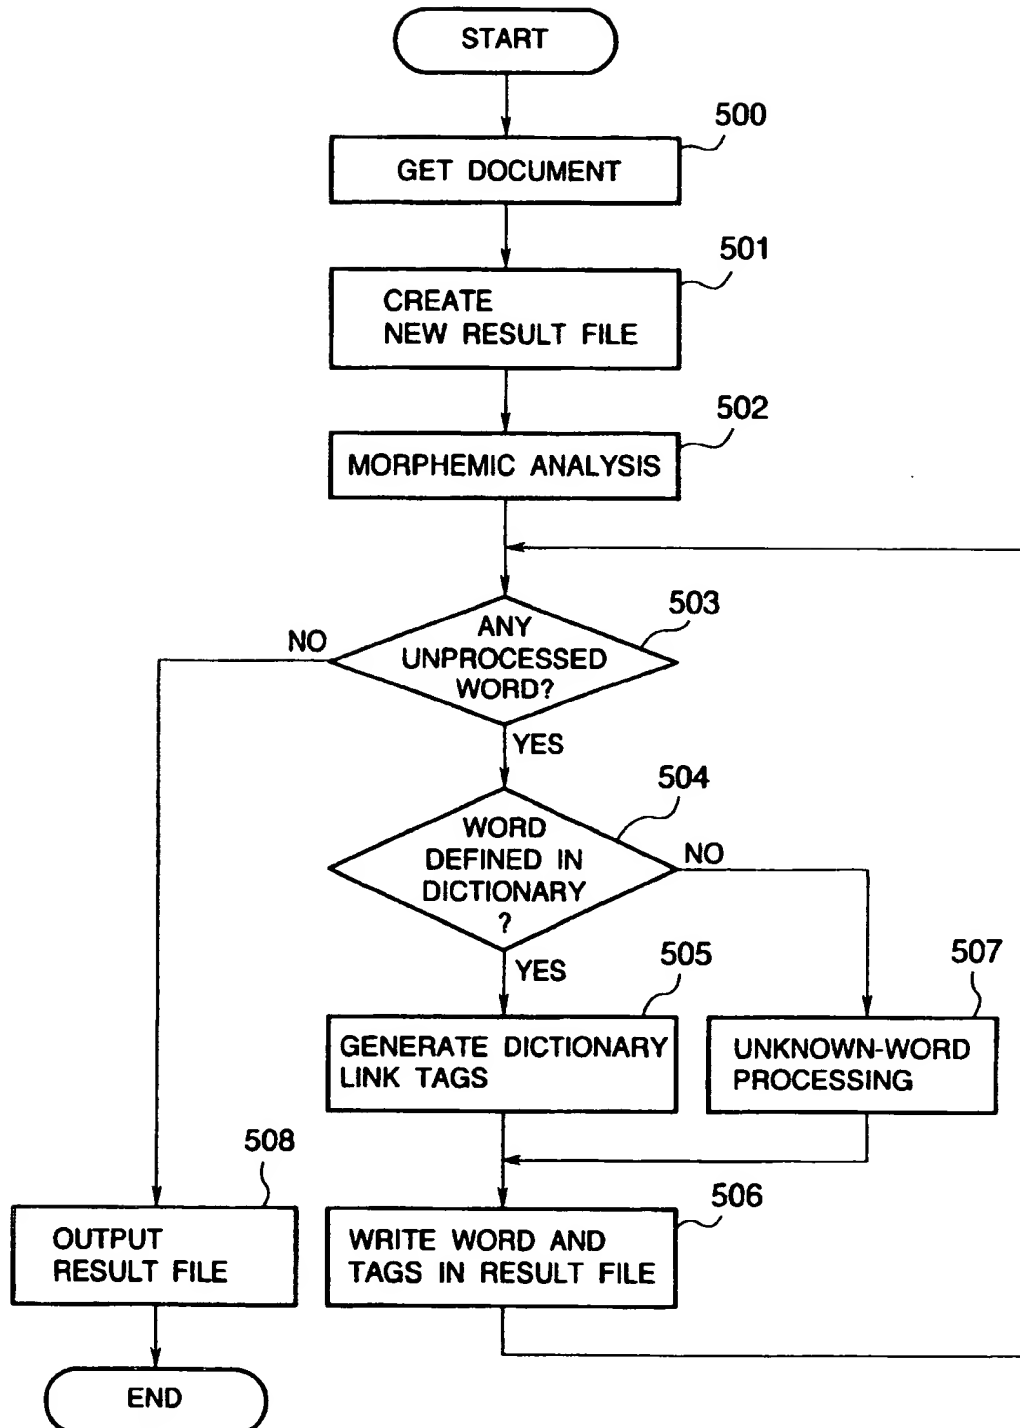 START
500
GET DOCUMENT
501
CREATE
NEW RESULT FILE
502
MORPHEMIC ANALYSIS
503
NO
ANY
UNPROCESSED
WORD?
YES
504
WORD
DEFINED IN
DICTIONARY
?
NO
YES
505
507
GENERATE DICTIONARY
LINK TAGS
UNKNOWN-WORD
PROCESSING
508
506
OUTPUT
RESULT FILE
WRITE WORD AND
TAGS IN RESULT FILE
END